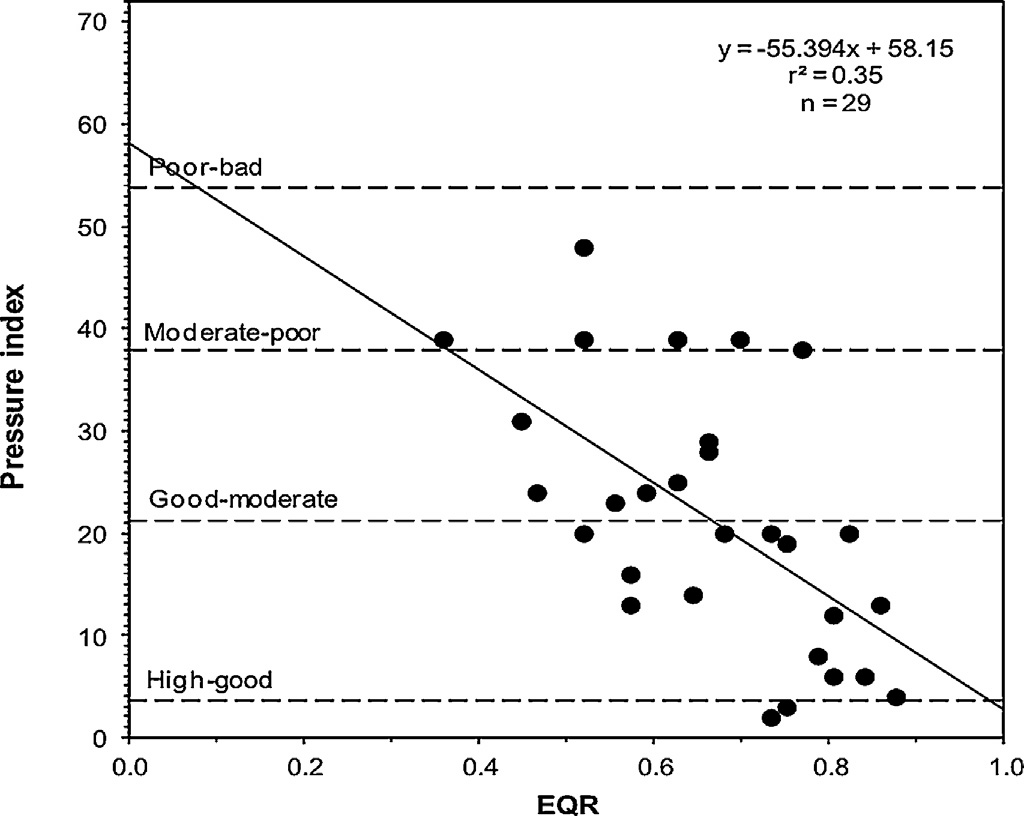 70
y = -55.394x + 58.15
r² = 0.35
n = 29
60
Poor-bad
50
40
Moderate-poor
30
Good-moderate
20
10
High-good
0
0.0 0.2 0.4 0.6 0.8 1.0
EQR
Pressure index